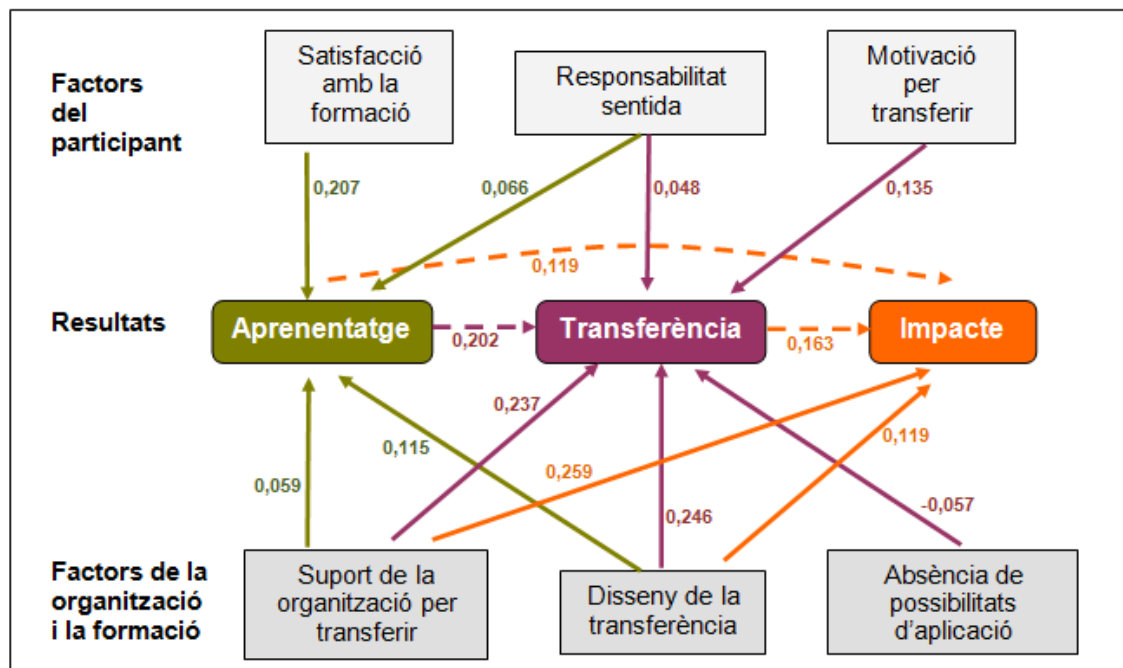 Factors
del
participant
Satisfacció
amb la
formació
Responsabilitat
sentida
Motivació
per
transferir
0,207
0,066
0,048
0,135
0,119
Resultats
Aprenentatge
0,202
Transferència
0,163
Impacte
0,237
0,115
0,059
0,259
0,246
0,119
-0,057
Factors de la
organització
i la formació
Suport de la
organització per
transferir
Disseny de la
transferència
Absència de
possibilitats
d'aplicació